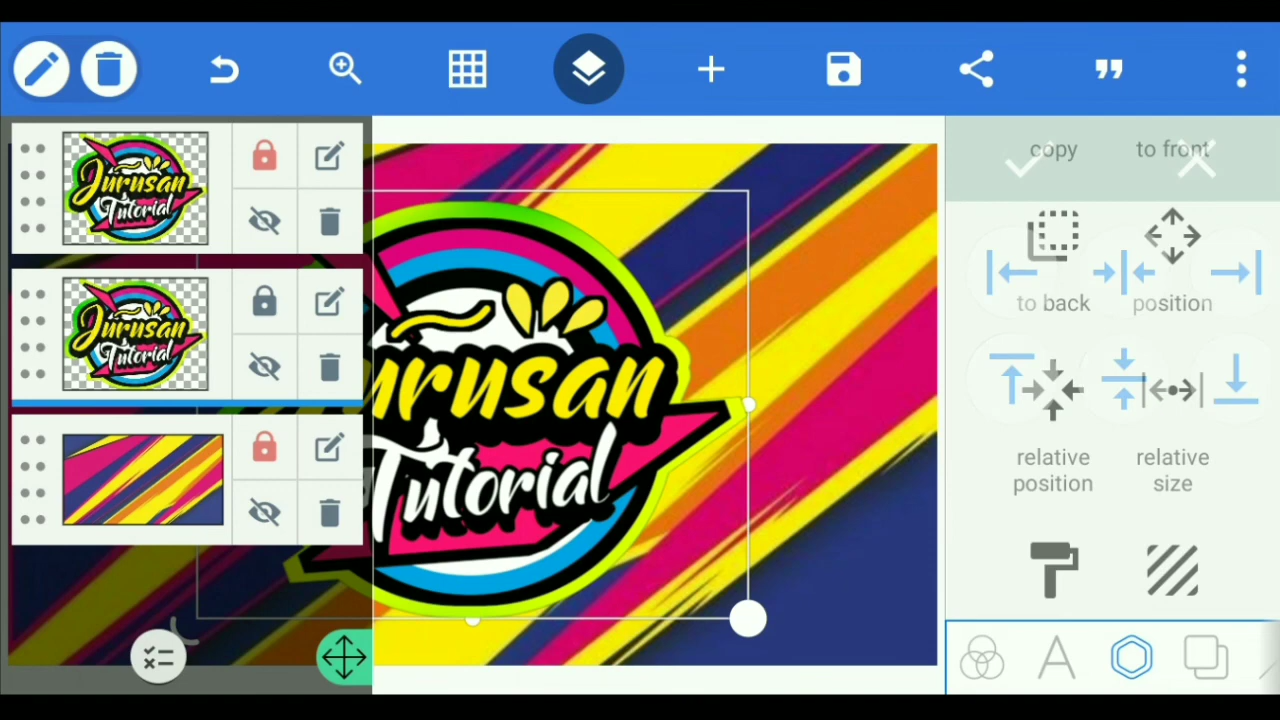 copy
to front
Jurusan
Tutorial
Jurusan
Tutorial
to back
position
urusan
Tutorial
relative
position
relative
size